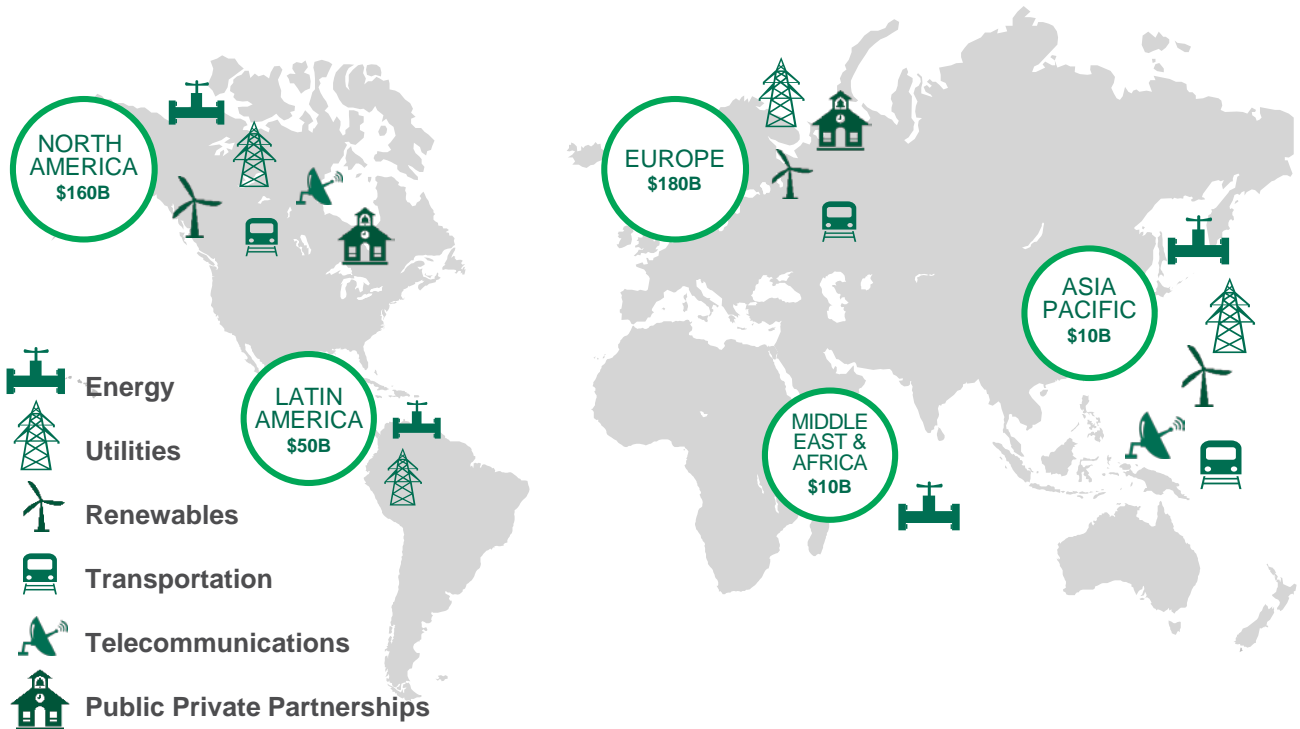 NORTH
AMERICA
$160B
EUROPE
$180B
ASIA
PACIFIC
$10B
LATIN
AMERICA
$50B
MIDDLE
EAST &
AFRICA
$10B
Energy
Utilities
Renewables
Transportation
Telecommunications
Public Private Partnerships